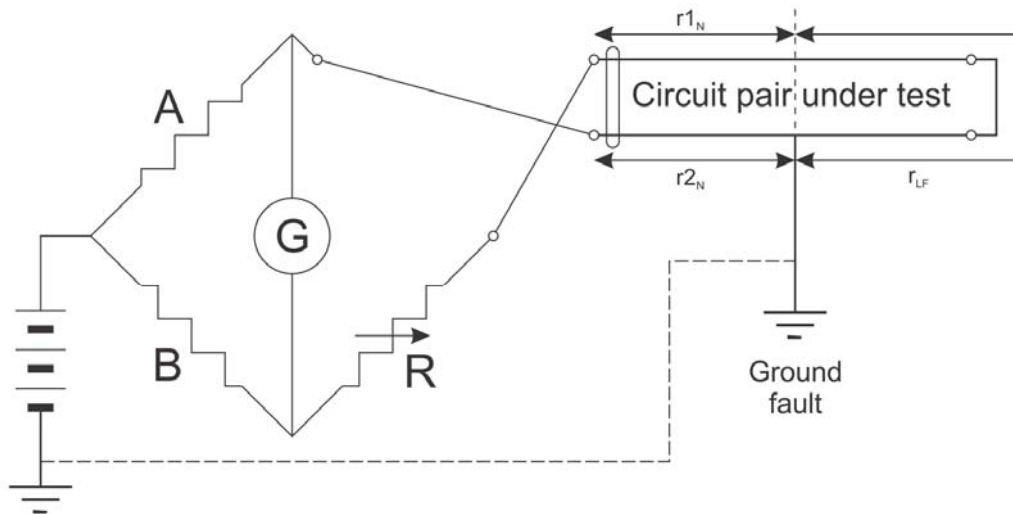 r1N
Circuit pair under test
r2N
rLF
A
G
B
R
Ground
fault